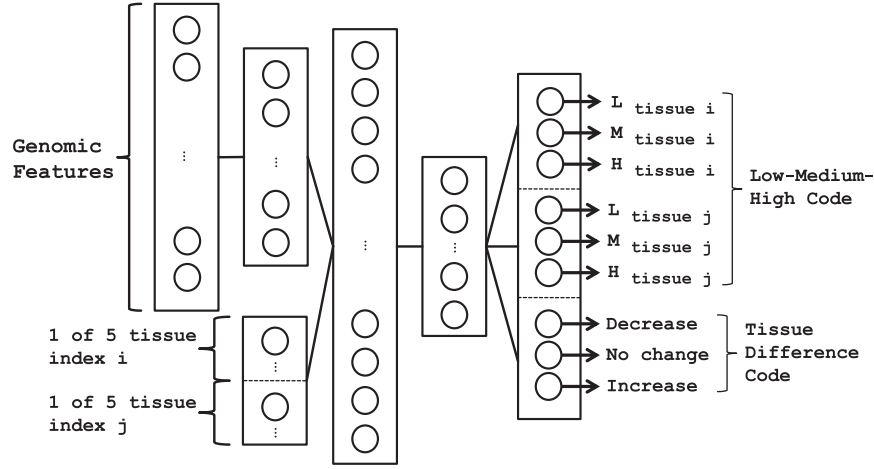 Genomic
Features
1 of 5 tissue
index i
1 of 5 tissue
index j
L tissue i
M tissue i
H tissue i
L tissue j
M tissue j
H tissue j
Low-Medium-
High Code
Decrease
No change
Increase
Tissue
Difference
Code